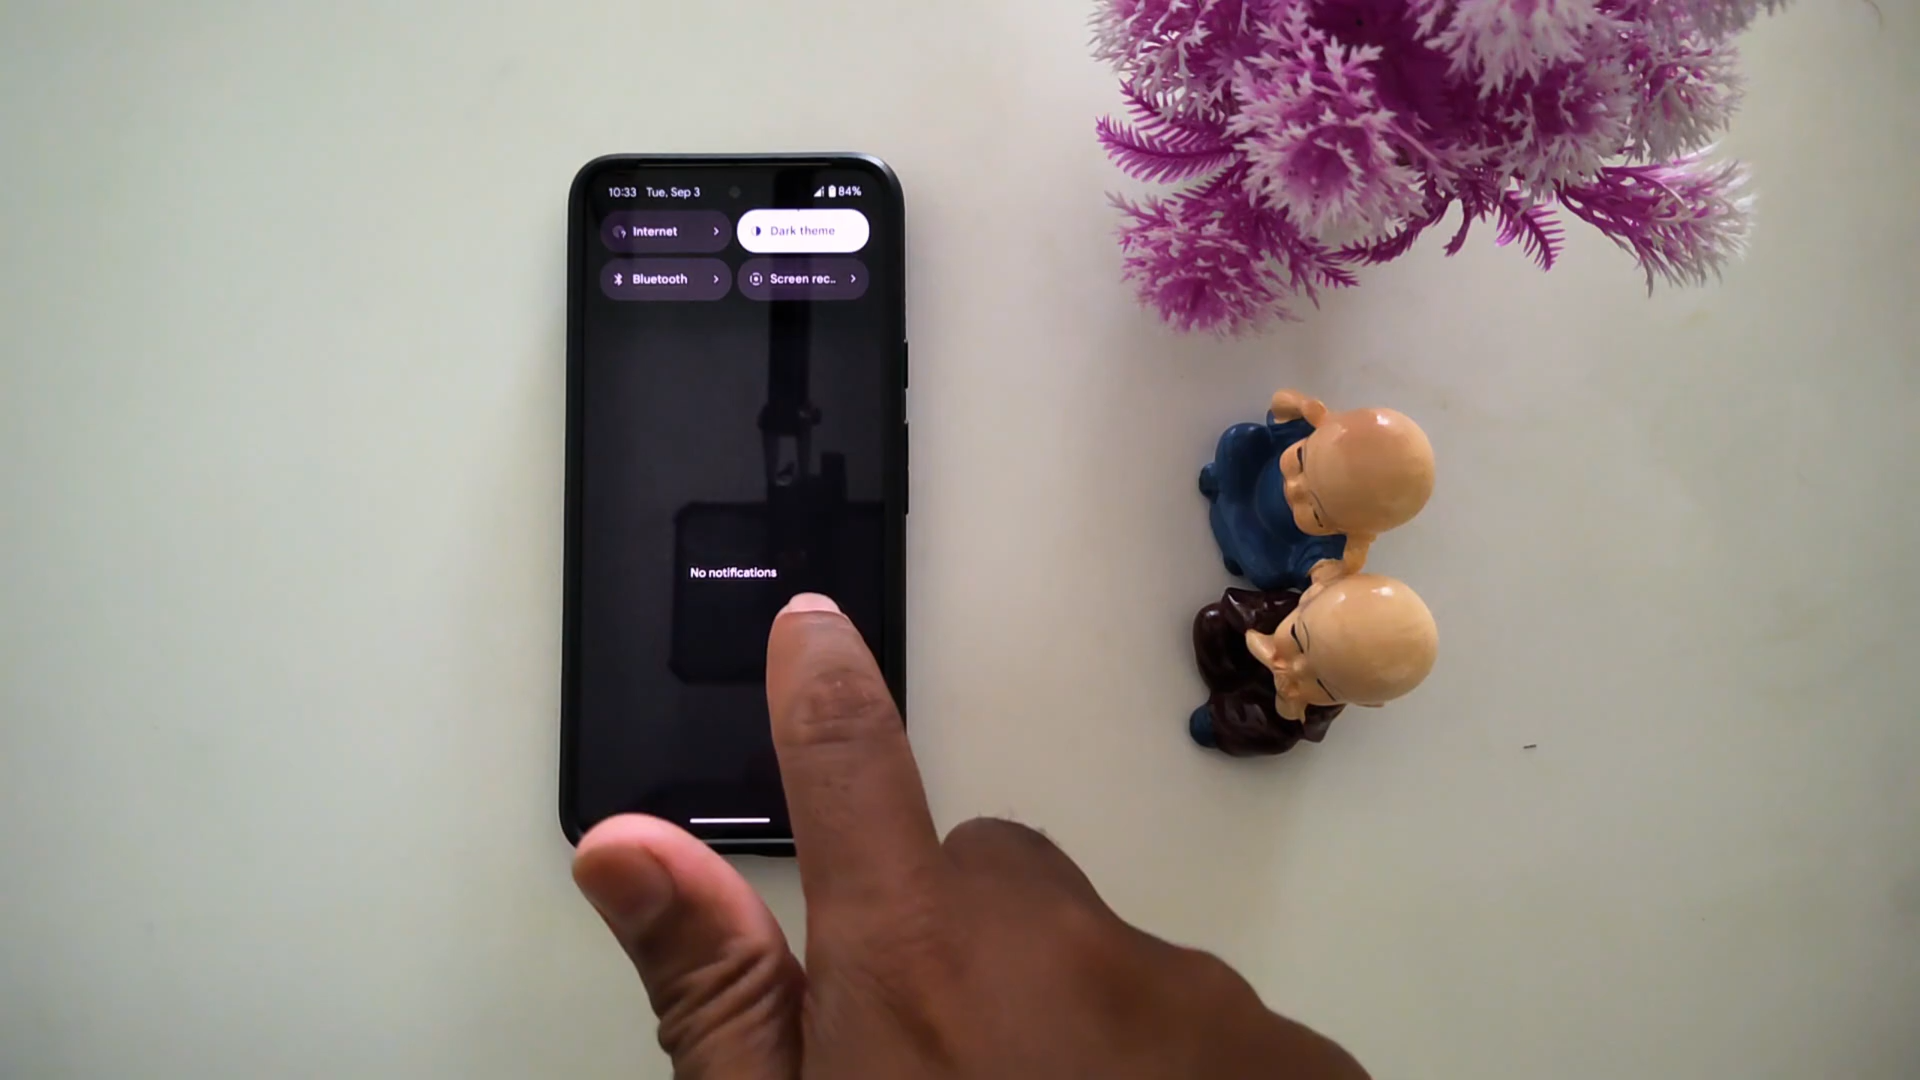 10:33 Tue, Sep 3 84%
Internet Dark theme
Bluetooth Screen rec..
No notifications